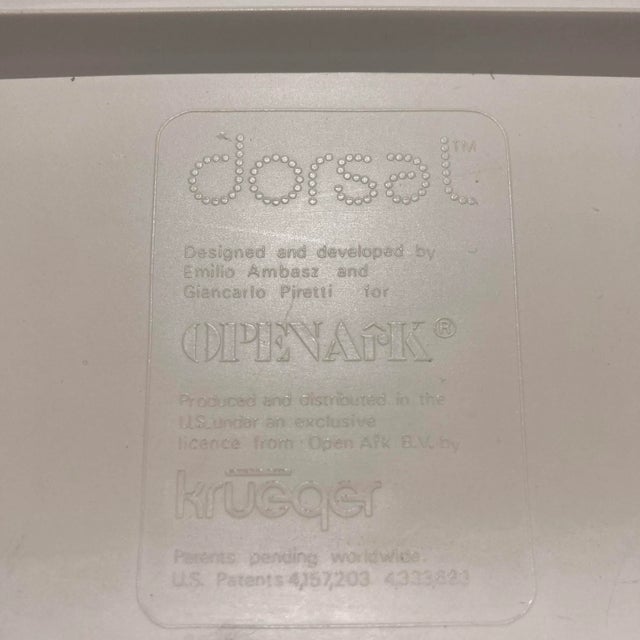 dorsal™
Designed and developed by
Emilio Ambasz and
Giancarlo Piretti for
OPENArK®
Produced and distributed in the
U.S. under an exclusive
licence from Open Ark B.V. by
krueger
Patents pending worldwide.
U.S. Patents 4,157,203